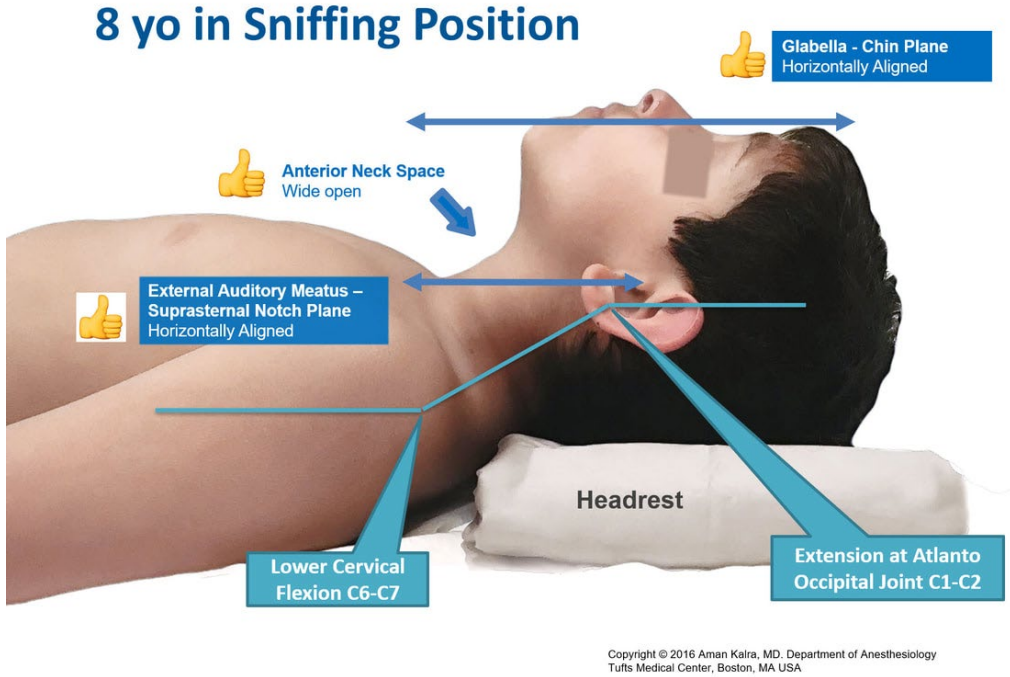 8 yo in Sniffing Position
Glabella - Chin Plane
Horizontally Aligned
Anterior Neck Space
Wide open
External Auditory Meatus –
Suprasternal Notch Plane
Horizontally Aligned
Headrest
Lower Cervical
Flexion C6-C7
Extension at Atlanto
Occipital Joint C1-C2
Copyright © 2016 Aman Kalra, MD. Department of Anesthesiology
Tufts Medical Center, Boston, MA USA